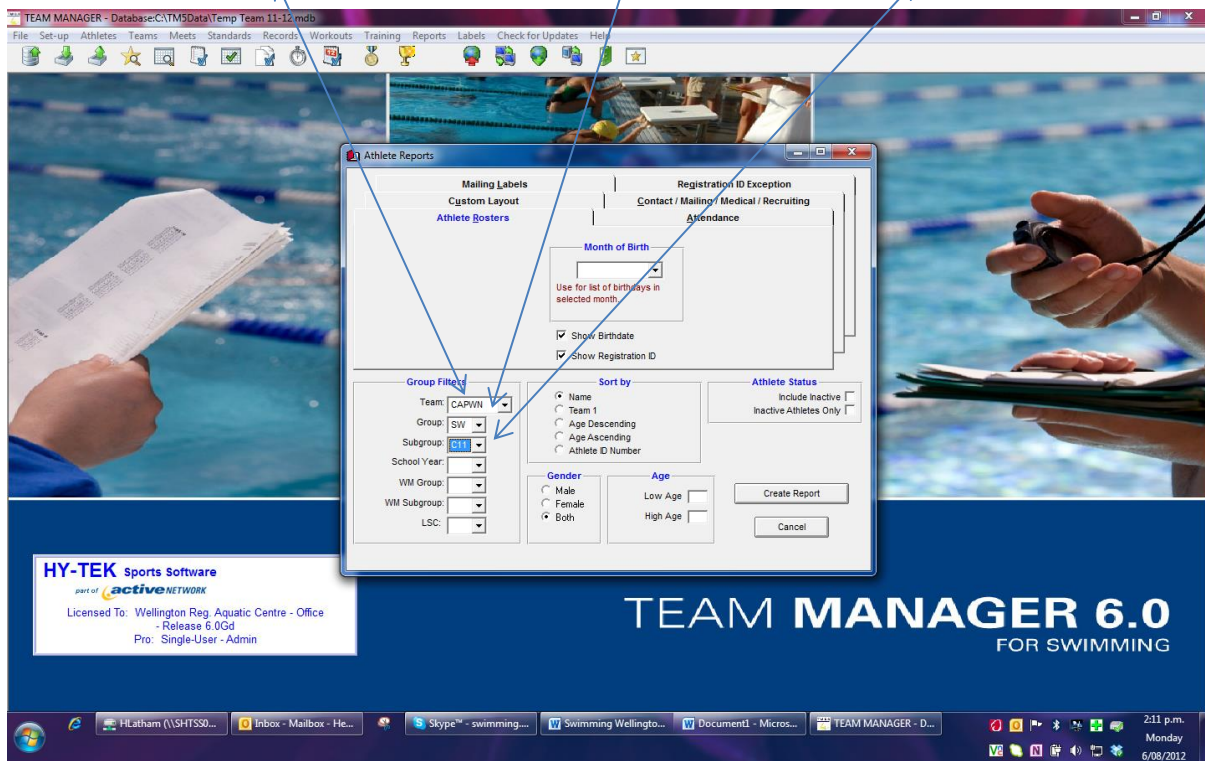 TEAM MANAGER - Database:C:\TM5Data\Temp Team 11-12.mdb
File Set-up Athletes Teams Meets Standards Records Workouts Training Reports Labels Check for Updates Help
Athlete Reports
Mailing Labels Registration ID Exception
Custom Layout Contact / Mailing / Medical / Recruiting
Athlete Rosters Attendance
Month of Birth
Use for list of birthdays in
selected month.
Show Birthdate
Show Registration ID
Group Filters Sort by Athlete Status
Team: CAPWN Name Include Inactive
Group: SW Team 1 Inactive Athletes Only
Subgroup: C11 Age Descending
School Year: Age Ascending
WM Group: Athlete ID Number
WM Subgroup: Gender Age
LSC: Male Low Age Create Report
Female High Age
Both Cancel
HY-TEK Sports Software
part of active NETWORK
Licensed To: Wellington Reg. Aquatic Centre - Office
- Release 6.0Gd
Pro: Single-User - Admin
TEAM MANAGER 6.0
FOR SWIMMING
HLatham (\\SHTSS0... Inbox - Mailbox - He... Skype™ - swimming.... Swimming Wellingto... Document1 - Micros... TEAM MANAGER - D...
2:11 p.m.
Monday
6/08/2012